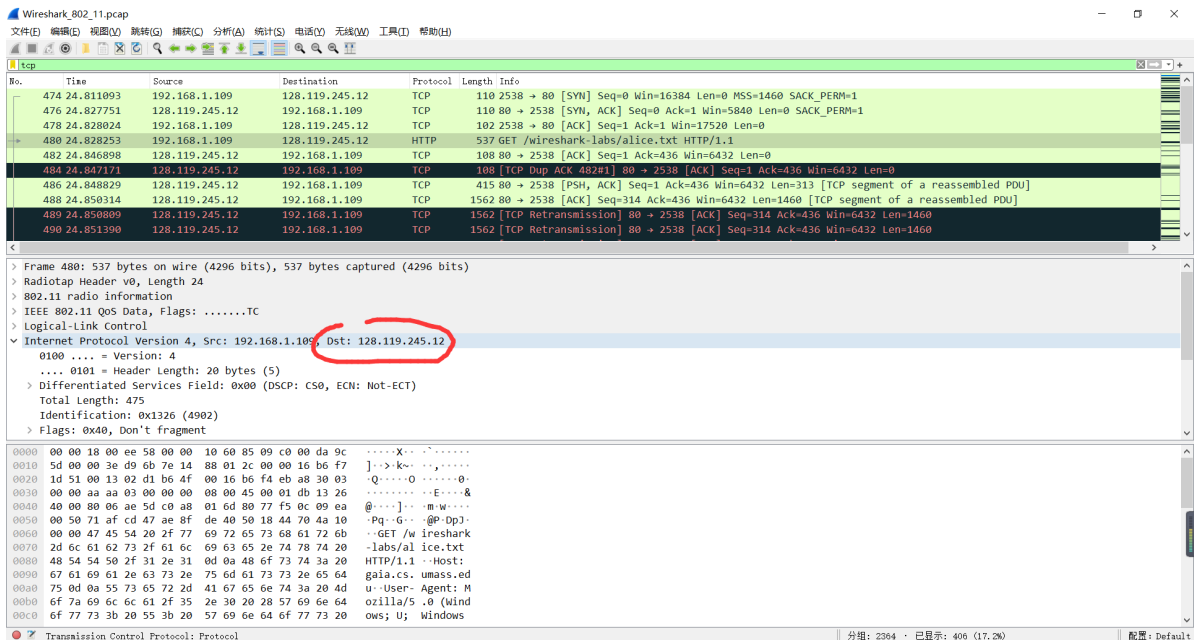 Wireshark_802_11.pcap
文件(F) 编辑(E) 视图(V) 跳转(G) 捕获(C) 分析(A) 统计(S) 电话(Y) 无线(W) 工具(T) 帮助(H)
tcp
No. Time Source Destination Protocol Length Info
474 24.811093 192.168.1.109 128.119.245.12 TCP 110 2538 → 80 [SYN] Seq=0 Win=16384 Len=0 MSS=1460 SACK_PERM=1
476 24.827751 128.119.245.12 192.168.1.109 TCP 110 80 → 2538 [SYN, ACK] Seq=0 Ack=1 Win=5840 Len=0 SACK_PERM=1
478 24.828024 192.168.1.109 128.119.245.12 TCP 102 2538 → 80 [ACK] Seq=1 Ack=1 Win=17520 Len=0
480 24.828253 192.168.1.109 128.119.245.12 HTTP 537 GET /wireshark-labs/alice.txt HTTP/1.1
482 24.846898 128.119.245.12 192.168.1.109 TCP 108 80 → 2538 [ACK] Seq=1 Ack=436 Win=6432 Len=0
484 24.847171 128.119.245.12 192.168.1.109 TCP 108 [TCP Dup ACK 482#1] 80 → 2538 [ACK] Seq=1 Ack=436 Win=6432 Len=0
486 24.848829 128.119.245.12 192.168.1.109 TCP 415 80 → 2538 [PSH, ACK] Seq=1 Ack=436 Win=6432 Len=313 [TCP segment of a reassembled PDU]
488 24.850314 128.119.245.12 192.168.1.109 TCP 1562 80 → 2538 [ACK] Seq=314 Ack=436 Win=6432 Len=1460 [TCP segment of a reassembled PDU]
489 24.850809 128.119.245.12 192.168.1.109 TCP 1562 [TCP Retransmission] 80 → 2538 [ACK] Seq=314 Ack=436 Win=6432 Len=1460
490 24.851390 128.119.245.12 192.168.1.109 TCP 1562 [TCP Retransmission] 80 → 2538 [ACK] Seq=314 Ack=436 Win=6432 Len=1460
Frame 480: 537 bytes on wire (4296 bits), 537 bytes captured (4296 bits)
Radiotap Header v0, Length 24
802.11 radio information
IEEE 802.11 QoS Data, Flags: .......TC
Logical-Link Control
Internet Protocol Version 4, Src: 192.168.1.109, Dst: 128.119.245.12
0100 .... = Version: 4
.... 0101 = Header Length: 20 bytes (5)
Differentiated Services Field: 0x00 (DSCP: CS0, ECN: Not-ECT)
Total Length: 475
Identification: 0x1326 (4902)
Flags: 0x40, Don't fragment
0000 00 00 18 00 ee 58 00 00 10 60 85 09 c0 00 da 9c ·····X·· ·`······
0010 5d 00 00 3e d9 6b 7e 14 88 01 2c 00 00 16 b6 f7 ]··>·k~· ··,·····
0020 1d 51 00 13 02 d1 b6 4f 00 16 b6 f4 eb a8 30 03 ·Q·····O ······0·
0030 00 00 aa aa 03 00 00 00 08 00 45 00 01 db 13 26 ········ ··E····&
0040 40 00 80 06 ae 5d c0 a8 01 6d 80 77 f5 0c 09 ea @····]·· ·m·w····
0050 00 50 71 af cd 47 ae 8f de 40 50 18 44 70 4a 10 ·Pq··G·· ·@P·DpJ·
0060 00 00 47 45 54 20 2f 77 69 72 65 73 68 61 72 6b ··GET /w ireshark
0070 2d 6c 61 62 73 2f 61 6c 69 63 65 2e 74 78 74 20 -labs/al ice.txt
0080 48 54 54 50 2f 31 2e 31 0d 0a 48 6f 73 74 3a 20 HTTP/1.1 ··Host:
0090 67 61 69 61 2e 63 73 2e 75 6d 61 73 73 2e 65 64 gaia.cs. umass.ed
00a0 75 0d 0a 55 73 65 72 2d 41 67 65 6e 74 3a 20 4d u··User- Agent: M
00b0 6f 7a 69 6c 6c 61 2f 35 2e 30 20 28 57 69 6e 64 ozilla/5 .0 (Wind
00c0 6f 77 73 3b 20 55 3b 20 57 69 6e 64 6f 77 73 20 ows; U; Windows
Transmission Control Protocol: Protocol 分组: 2364 · 已显示: 406 (17.2%) 配置: Default